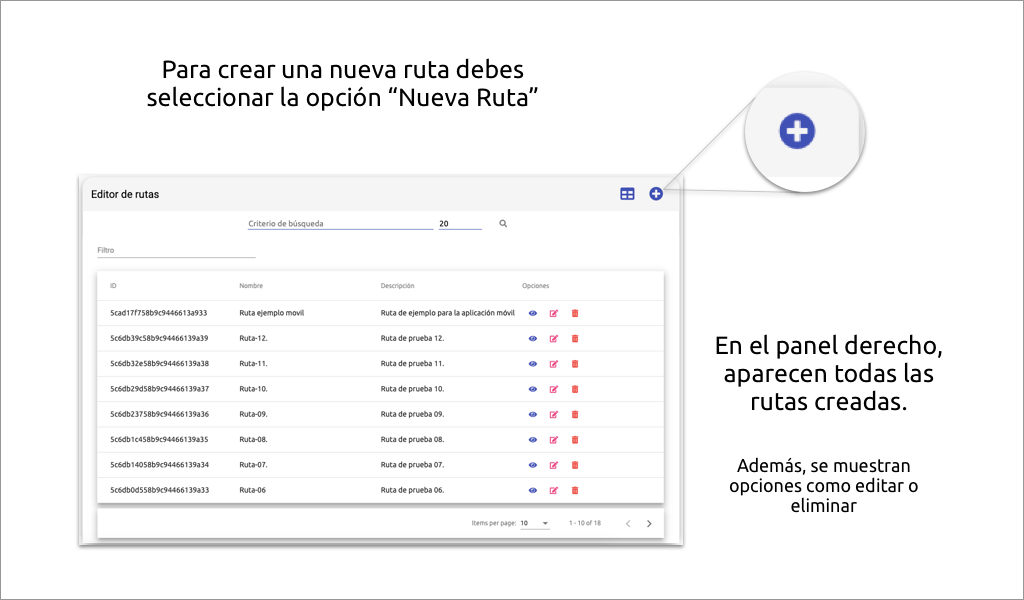 Para crear una nueva ruta debes
seleccionar la opción “Nueva Ruta”
Editor de rutas
Criterio de búsqueda 20
Filtro
ID Nombre Descripción Opciones
5cad17f758b9c9446613a933 Ruta ejemplo movil Ruta de ejemplo para la aplicación móvil
5c6db39c58b9c94466139a39 Ruta-12. Ruta de prueba 12.
5c6db32e58b9c94466139a38 Ruta-11. Ruta de prueba 11.
5c6db29d58b9c94466139a37 Ruta-10. Ruta de prueba 10.
5c6db23758b9c94466139a36 Ruta-09. Ruta de prueba 09.
5c6db1c458b9c94466139a35 Ruta-08. Ruta de prueba 08.
5c6db14058b9c94466139a34 Ruta-07. Ruta de prueba 07.
5c6db0d558b9c94466139a33 Ruta-06 Ruta de prueba 06.
Items per page: 10 1 - 10 of 18
En el panel derecho,
aparecen todas las
rutas creadas.
Además, se muestran
opciones como editar o
eliminar